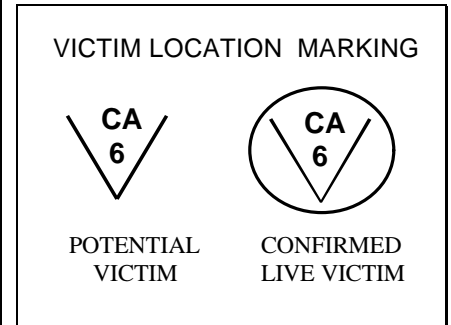 VICTIM LOCATION MARKING
CA
6
CA
6
POTENTIAL
VICTIM
CONFIRMED
LIVE VICTIM